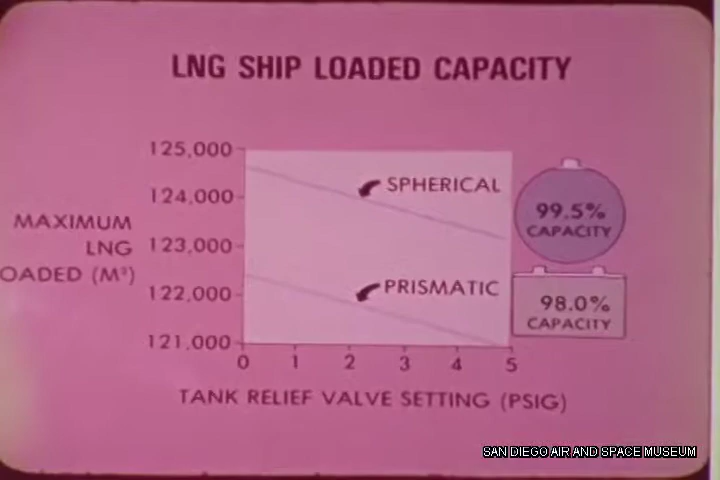 LNG SHIP LOADED CAPACITY
125,000
124,000
123,000
122,000
121,000
MAXIMUM
LNG
OADED (M³)
SPHERICAL
PRISMATIC
99.5%
CAPACITY
98.0%
CAPACITY
0 1 2 3 4 5
TANK RELIEF VALVE SETTING (PSIG)
SAN DIEGO AIR AND SPACE MUSEUM